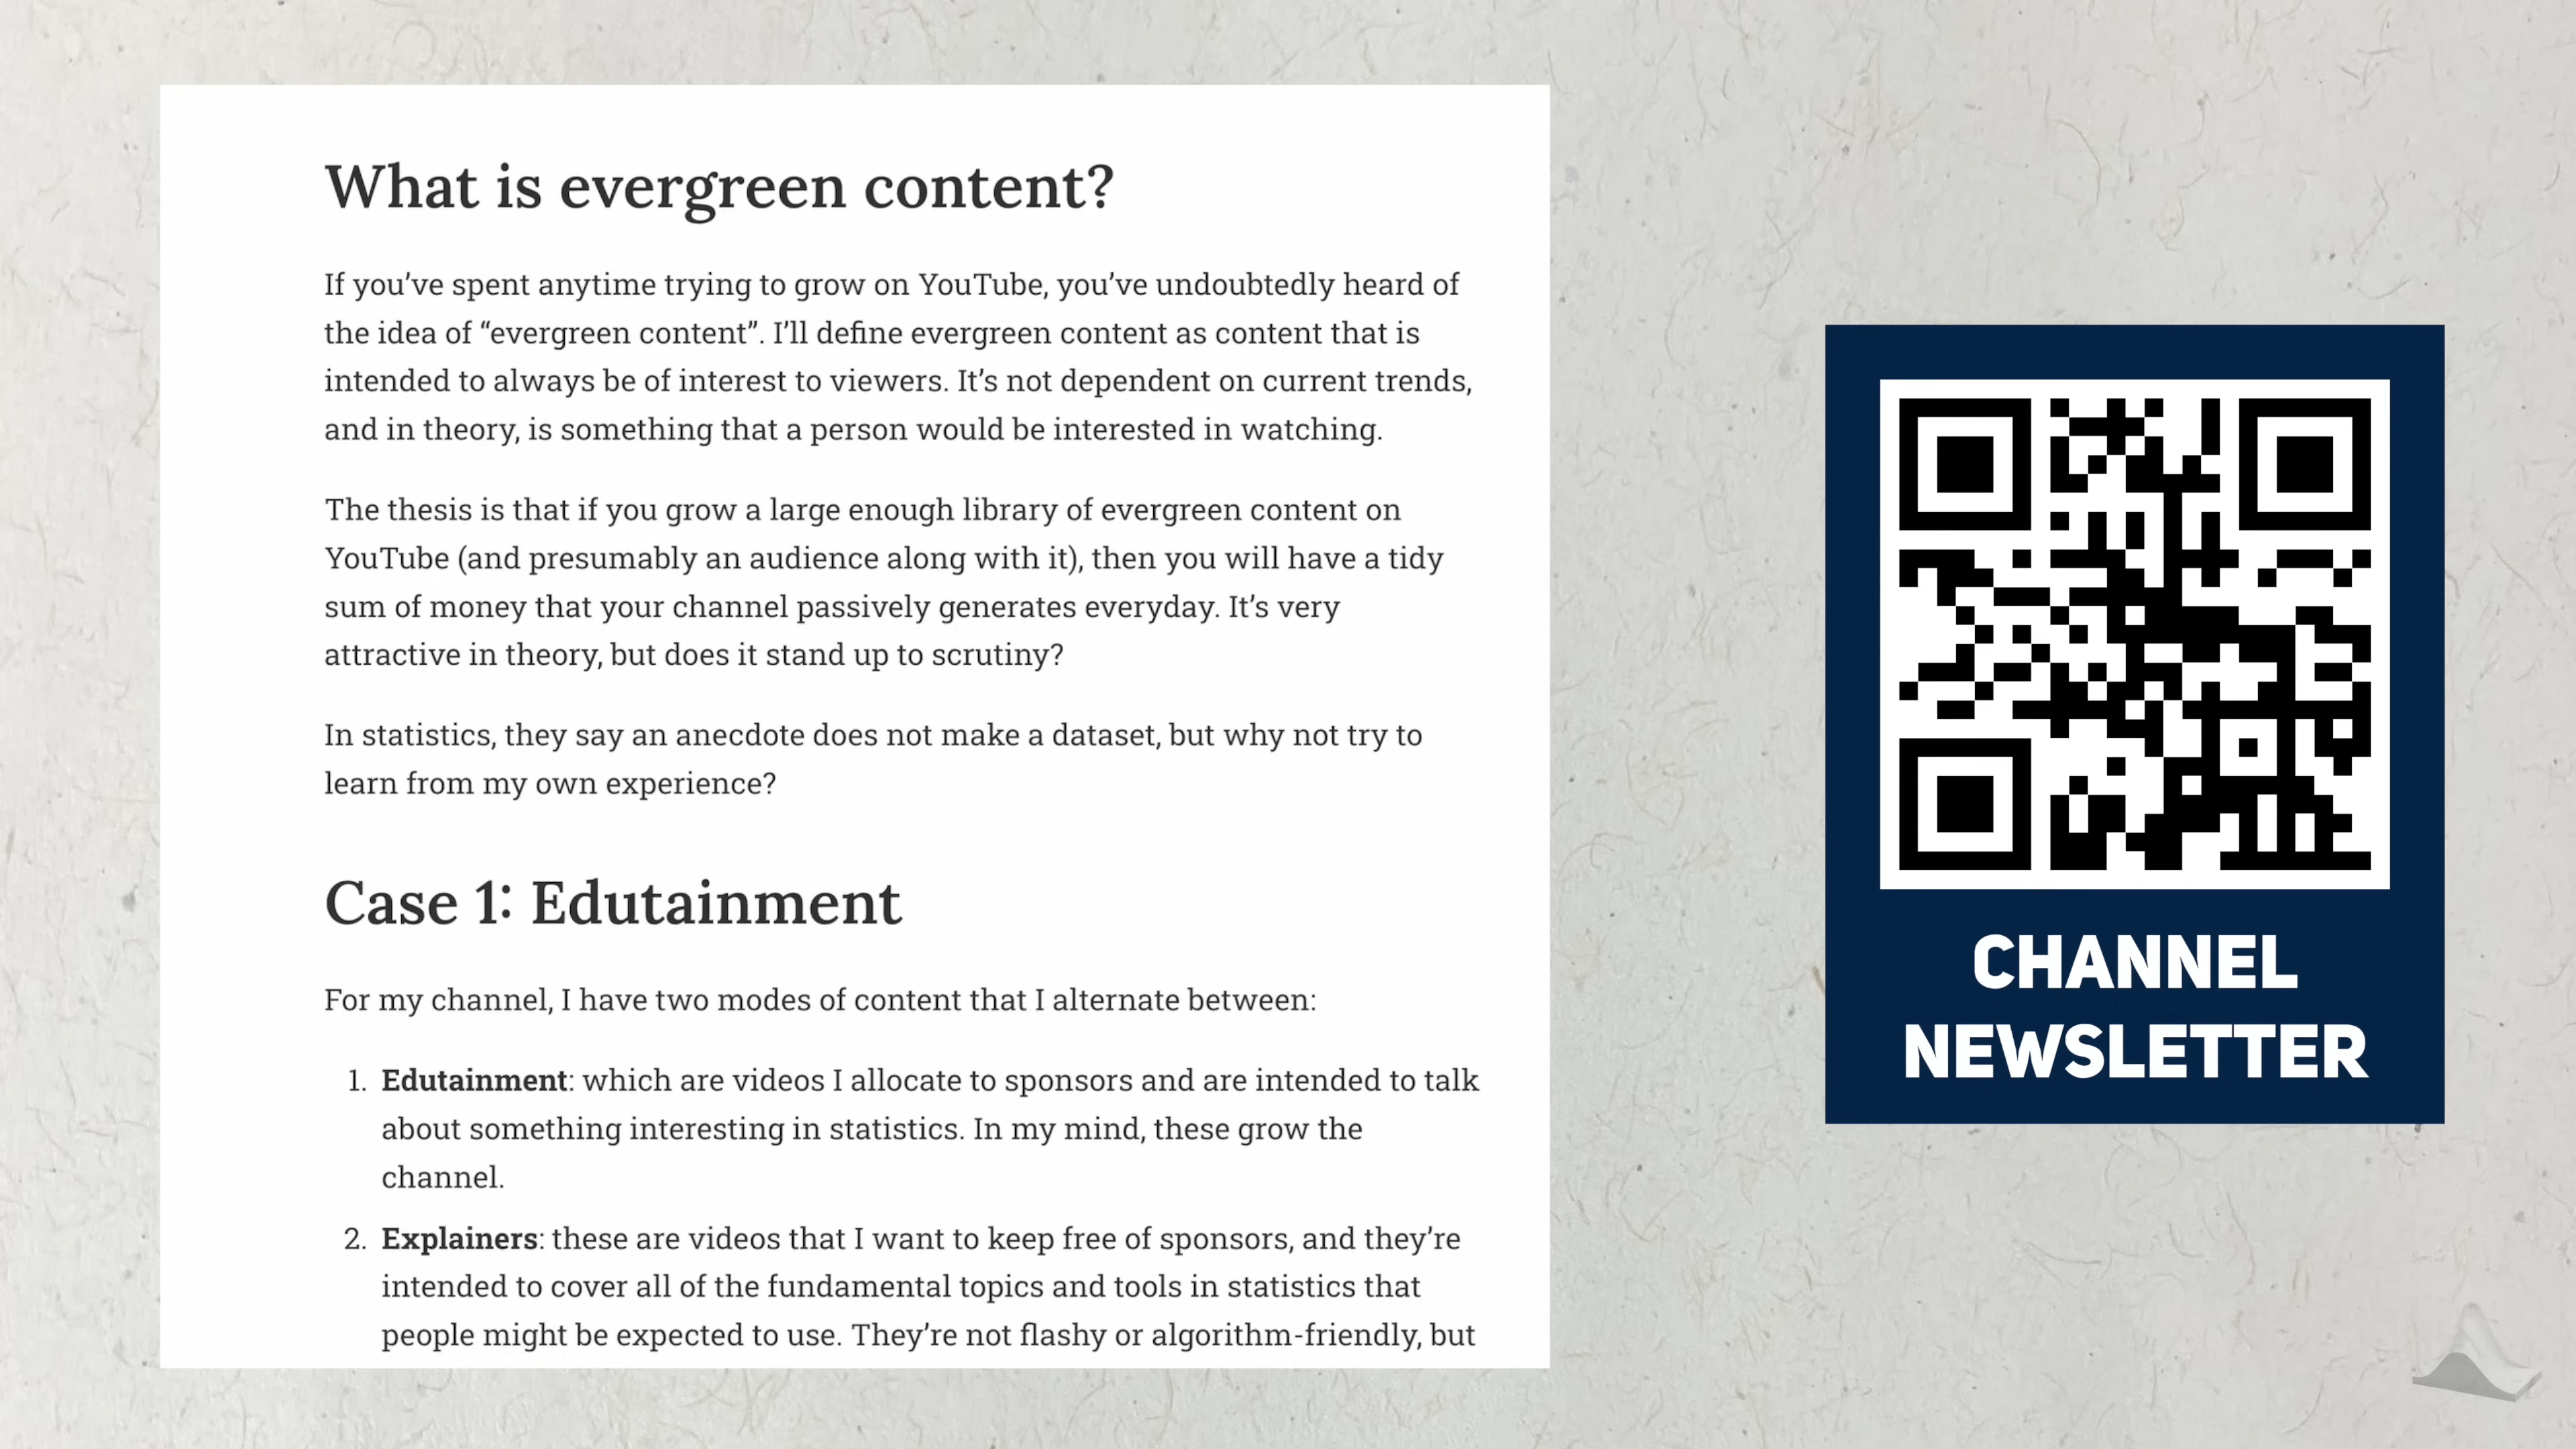 What is evergreen content?
If you’ve spent anytime trying to grow on YouTube, you’ve undoubtedly heard of
the idea of “evergreen content”. I’ll define evergreen content as content that is
intended to always be of interest to viewers. It’s not dependent on current trends,
and in theory, is something that a person would be interested in watching.
The thesis is that if you grow a large enough library of evergreen content on
YouTube (and presumably an audience along with it), then you will have a tidy
sum of money that your channel passively generates everyday. It’s very
attractive in theory, but does it stand up to scrutiny?
In statistics, they say an anecdote does not make a dataset, but why not try to
learn from my own experience?
Case 1: Edutainment
For my channel, I have two modes of content that I alternate between:
1. Edutainment: which are videos I allocate to sponsors and are intended to talk
about something interesting in statistics. In my mind, these grow the
channel.
2. Explainers: these are videos that I want to keep free of sponsors, and they’re
intended to cover all of the fundamental topics and tools in statistics that
people might be expected to use. They’re not flashy or algorithm-friendly, but
CHANNEL
NEWSLETTER